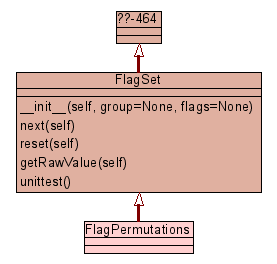 ??-464
FlagSet
__init__(self, group=None, flags=None)
next(self)
reset(self)
getRawValue(self)
unittest()
FlagPermutations